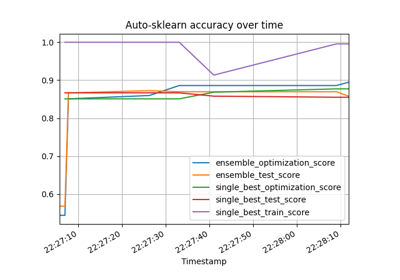 Auto-sklearn accuracy over time
1.0
0.9
0.8
0.7
0.6
ensemble_optimization_score
ensemble_test_score
single_best_optimization_score
single_best_test_score
single_best_train_score
22:27:10
22:27:20
22:27:30
22:27:40
22:27:50
22:28:00
22:28:10
Timestamp